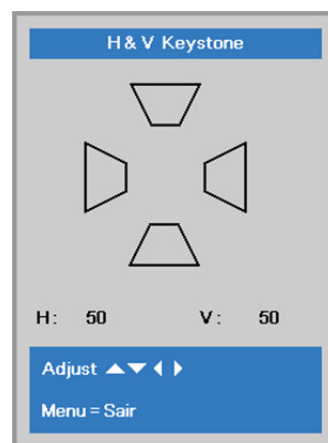 H & V Keystone
H: 50 V: 50
Adjust ▲▼◀▶
Menu = Sair